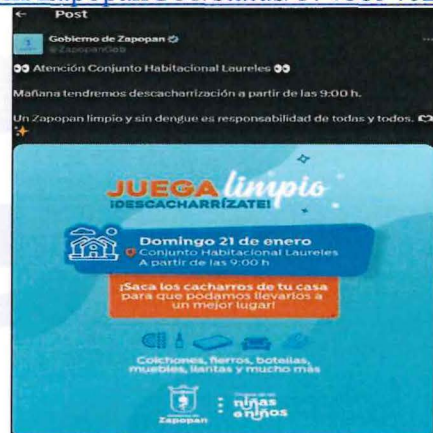 Post
Gobierno de Zapopan
@ZapopanGob
👀 Atención Conjunto Habitacional Laureles 👀
Mañana tendremos descacharrización a partir de las 9:00 h.
Un Zapopan limpio y sin dengue es responsabilidad de todas y todos.
JUEGA limpio
¡DESCACHARRÍZATE!
Domingo 21 de enero
Conjunto Habitacional Laureles
A partir de las 9:00 h
¡Saca los cacharros de tu casa
para que podamos llevarlos a
un mejor lugar!
Colchones, fierros, botellas,
muebles, llantas y mucho más
Gobierno de
Zapopan
niñas
niños